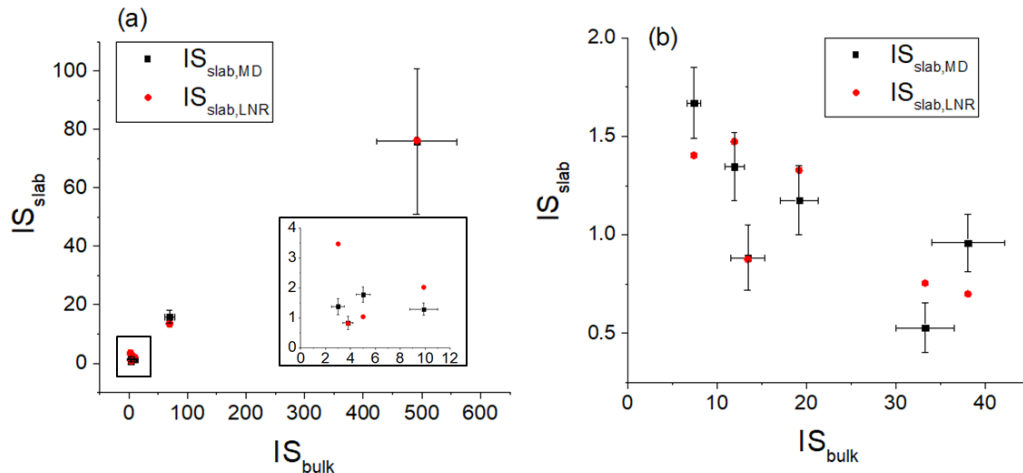 (a)
IS_slab,MD
IS_slab,LNR
100
80
60
40
20
0
IS_slab
4
3
2
1
0
0 2 4 6 8 10 12
0 100 200 300 400 500 600
IS_bulk
(b)
IS_slab,MD
IS_slab,LNR
2.0
1.5
1.0
0.5
IS_slab
0 10 20 30 40
IS_bulk